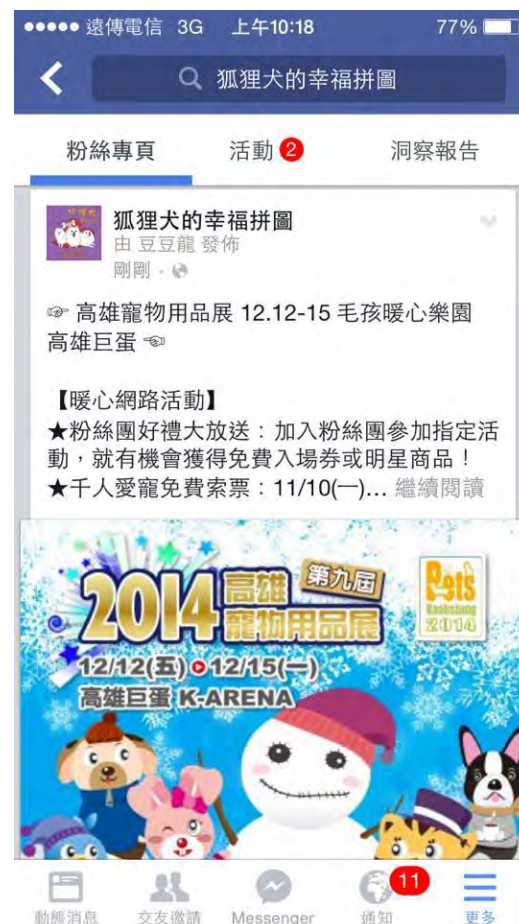 遠傳電信 3G 上午10:18 77%
狐狸犬的幸福拼圖
粉絲專頁 活動 2 洞察報告
狐狸犬的幸福拼圖
由 豆豆龍 發佈
剛剛
☞ 高雄寵物用品展 12.12-15 毛孩暖心樂園
高雄巨蛋 ☜
【暖心網路活動】
★粉絲團好禮大放送：加入粉絲團參加指定活
動，就有機會獲得免費入場券或明星商品！
★千人愛寵免費索票：11/10(一)... 繼續閱讀
2014 高雄 第九屆
寵物用品展
Pets
Kaohsiung
2014
12/12(五) 12/15(一)
高雄巨蛋 K-ARENA
11
動態消息 交友邀請 Messenger 通知 更多